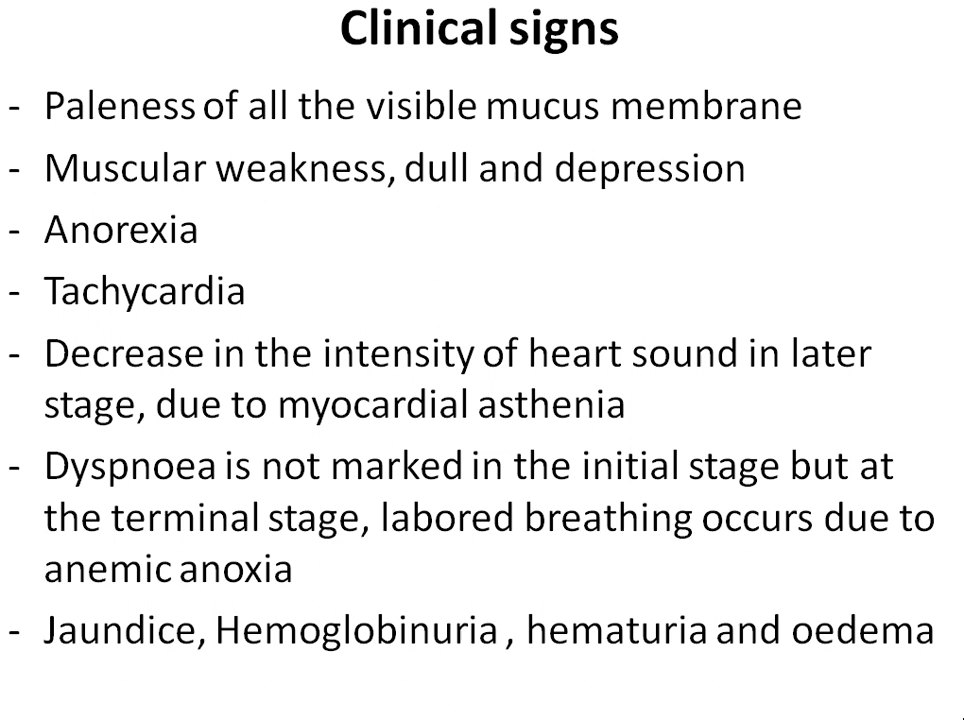 Clinical signs
- Paleness of all the visible mucus membrane
- Muscular weakness, dull and depression
- Anorexia
- Tachycardia
- Decrease in the intensity of heart sound in later
stage, due to myocardial asthenia
- Dyspnoea is not marked in the initial stage but at
the terminal stage, labored breathing occurs due to
anemic anoxia
- Jaundice, Hemoglobinuria , hematuria and oedema